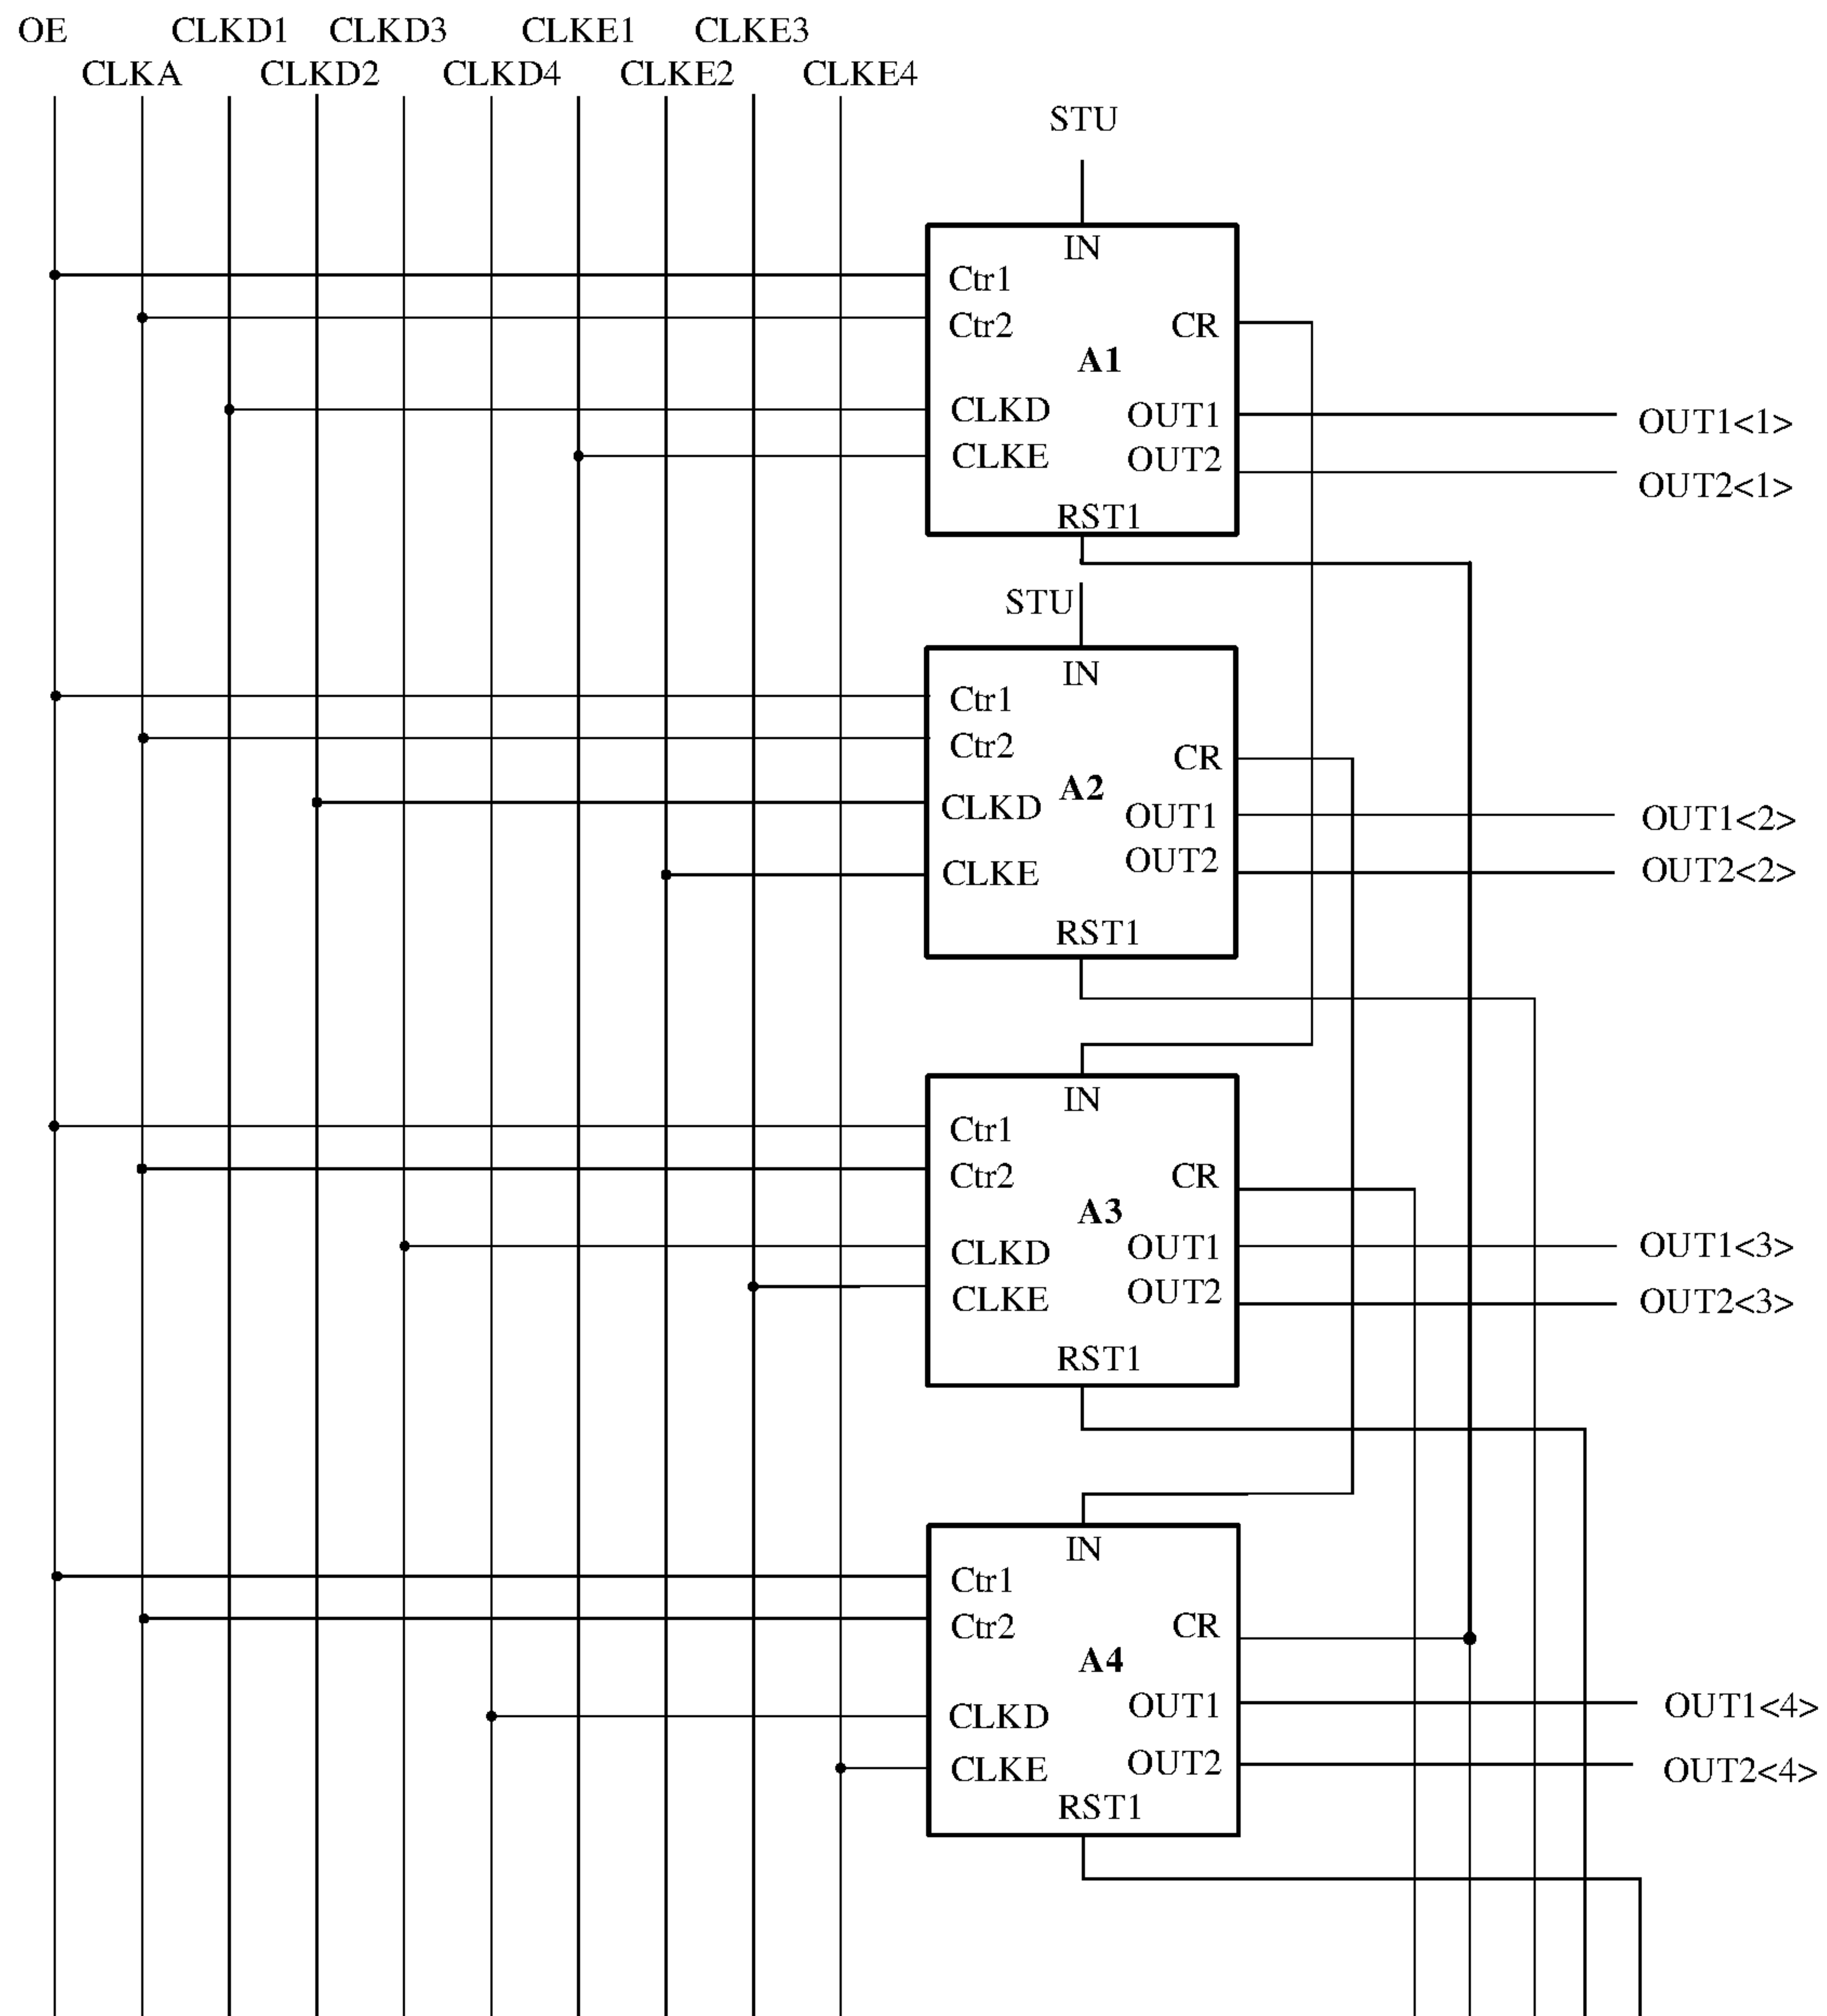 OE CLKD1 CLKD3 CLKE1 CLKE3
CLKA CLKD2 CLKD4 CLKE2 CLKE4
STU
IN
Ctr1
Ctr2 CR
A1
CLKD OUT1 OUT1<1>
CLKE OUT2 OUT2<1>
RST1
STU
IN
Ctr1
Ctr2 CR
A2
CLKD OUT1 OUT1<2>
CLKE OUT2 OUT2<2>
RST1
IN
Ctr1
Ctr2 CR
A3
CLKD OUT1 OUT1<3>
CLKE OUT2 OUT2<3>
RST1
IN
Ctr1
Ctr2 CR
A4
CLKD OUT1 OUT1<4>
CLKE OUT2 OUT2<4>
RST1